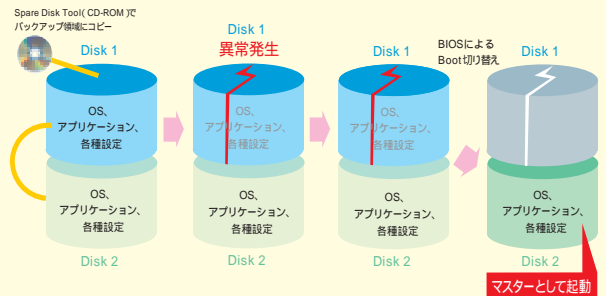 Spare Disk Tool(CD-ROM)で
バックアップ領域にコピー
Disk 1
OS、
アプリケーション、
各種設定
OS、
アプリケーション、
各種設定
Disk 2
Disk 1
異常発生
OS、
アプリケーション、
各種設定
OS、
アプリケーション、
各種設定
Disk 2
Disk 1
OS、
アプリケーション、
各種設定
OS、
アプリケーション、
各種設定
Disk 2
BIOSによる
Boot切り替え
Disk 1
OS、
アプリケーション、
各種設定
Disk 2
マスターとして起動